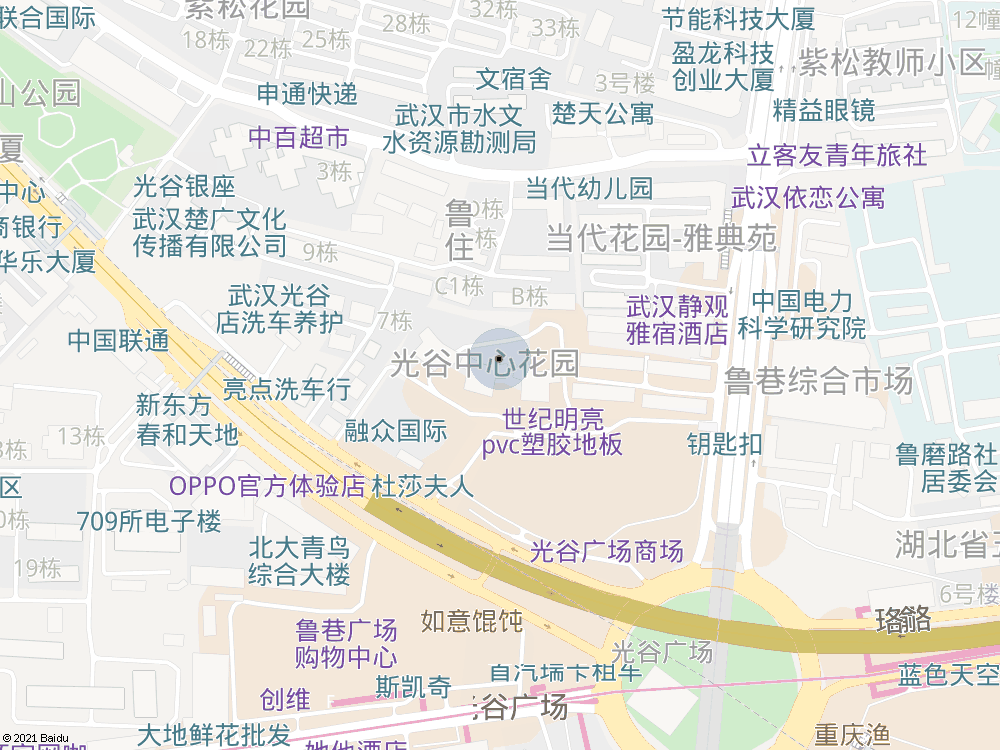 联合国际
紫松花园
28栋
32栋
33栋
节能科技大厦
12幢
18栋
22栋
25栋
盈龙科技
创业大厦
紫松教师小区
山公园
申通快递
文宿舍
3号楼
武汉市水文
水资源勘测局
楚天公寓
精益眼镜
中百超市
厦
3栋
立客友青年旅社
中心
光谷银座
当代幼儿园
武汉依恋公寓
商银行
武汉楚广文化
传播有限公司
鲁
住
栋
栋
当代花园-雅典苑
华乐大厦
9栋
C1栋
B栋
武汉光谷
店洗车养护
7栋
武汉静观
雅宿酒店
中国电力
科学研究院
中国联通
光谷中心花园
鲁巷综合市场
亮点洗车行
新东方
春和天地
13栋
融众国际
世纪明亮
pvc塑胶地板
钥匙扣
鲁磨路社
居委会
区
OPPO官方体验店
杜莎夫人
709所电子楼
北大青鸟
综合大楼
光谷广场商场
湖北省
19栋
6号楼
鲁巷广场
购物中心
如意馄饨
光谷广场
珞
蓝色天空
创维
斯凯奇
谷广场
大地鲜花批发
重庆渔
© 2021 Baidu